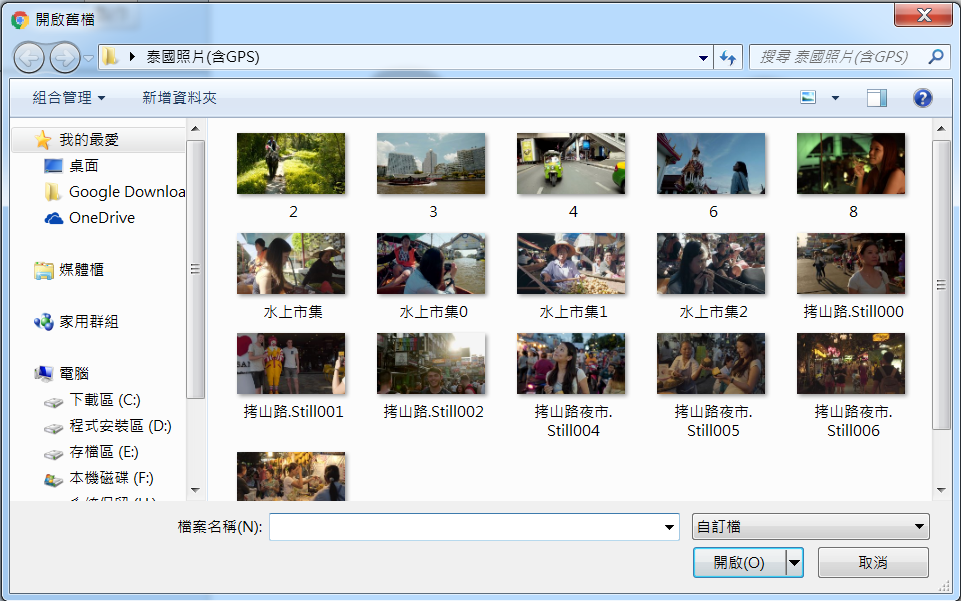 開啟舊檔
泰國照片(含GPS)
搜尋 泰國照片(含GPS)
組合管理
新增資料夾
我的最愛
桌面
Google Downloa
OneDrive
媒體櫃
家用群組
電腦
下載區 (C:)
程式安裝區 (D:)
存檔區 (E:)
本機磁碟 (F:)
2
3
4
6
8
水上市集
水上市集0
水上市集1
水上市集2
拷山路.Still000
拷山路.Still001
拷山路.Still002
拷山路夜市.
Still004
拷山路夜市.
Still005
拷山路夜市.
Still006
檔案名稱(N):
自訂檔
開啟(O)
取消